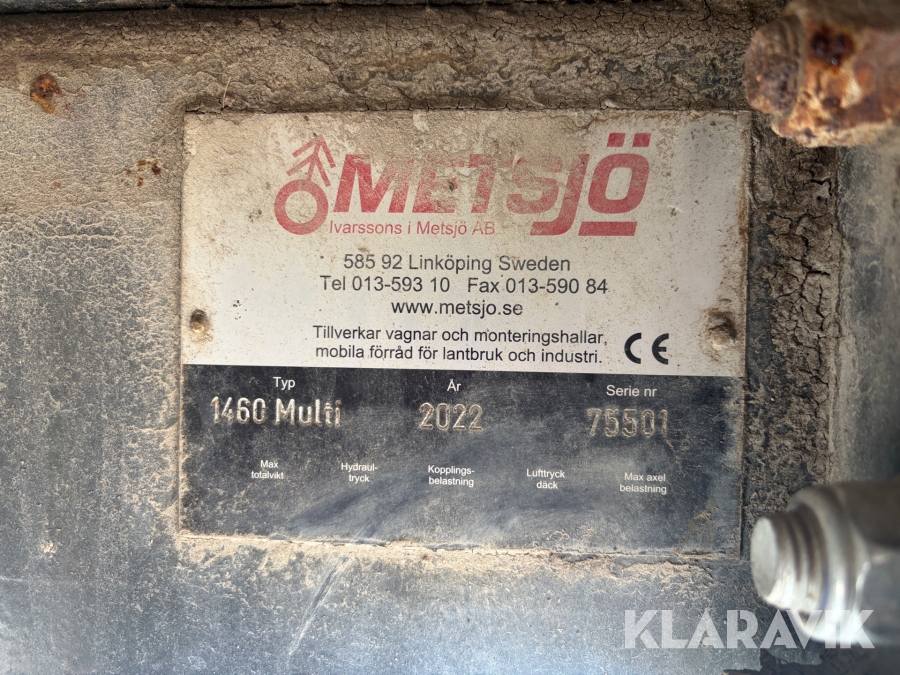 METSJÖ
Ivarssons i Metsjö AB
585 92 Linköping Sweden
Tel 013-593 10 Fax 013-590 84
www.metsjo.se
Tillverkar vagnar och monteringshallar,
mobila förråd för lantbruk och industri.
CE
Typ År Serie nr
1460 Multi 2022 75501
Max Hydraul- Kopplings- Lufttryck Max axel
totalvikt tryck belastning däck belastning
KLARAVIK